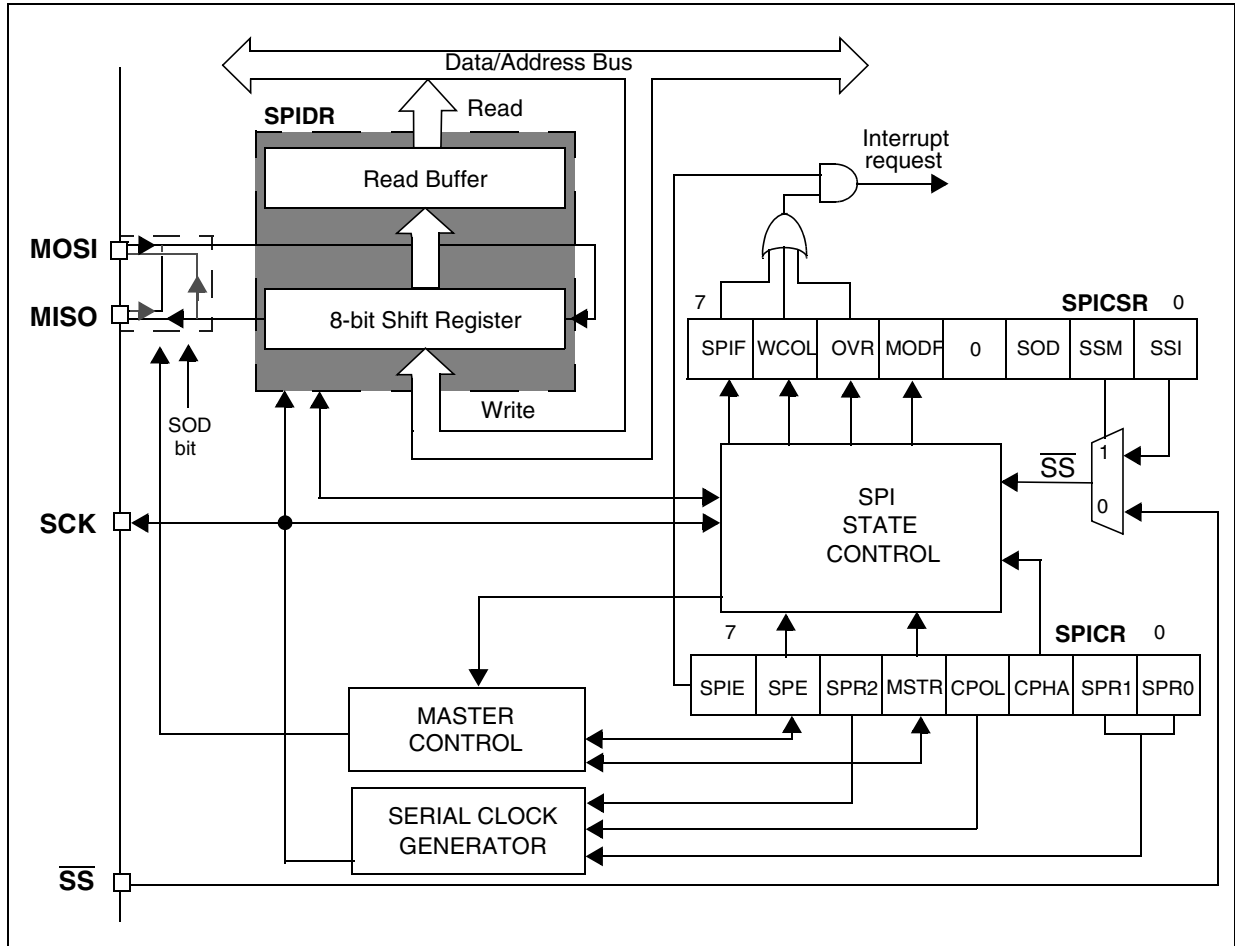 Data/Address Bus
SPIDR
Read
Read Buffer
Interrupt
request
MOSI
MISO
8-bit Shift Register
7
SPICSR
0
SPIF
WCOL
OVR
MODF
0
SOD
SSM
SSI
Write
SOD
bit
1
SS
0
SCK
SPI
STATE
CONTROL
7
SPICR
0
SPIE
SPE
SPR2
MSTR
CPOL
CPHA
SPR1
SPR0
MASTER
CONTROL
SERIAL CLOCK
GENERATOR
SS